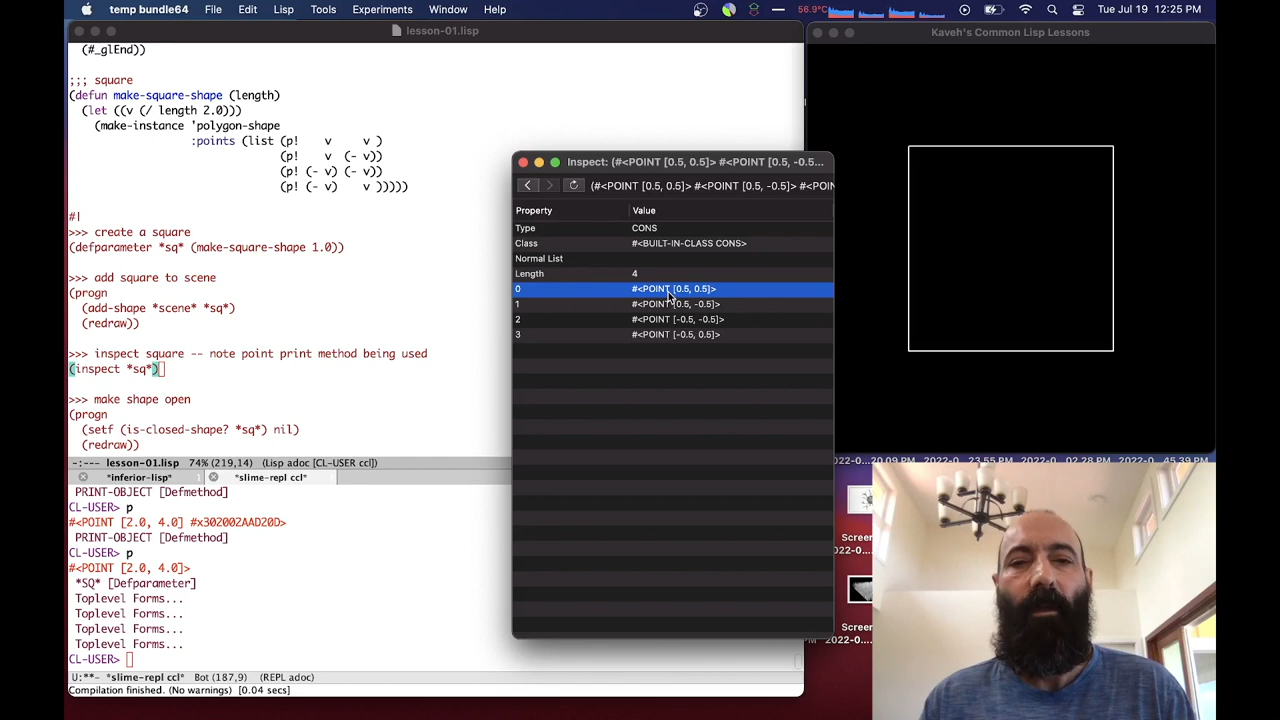 temp bundle64 File Edit Lisp Tools Experiments Window Help 56.9°C Tue Jul 19 12:25 PM
lesson-01.lisp
(#_glEnd))
;;; square
(defun make-square-shape (length)
(let ((v (/ length 2.0)))
(make-instance 'polygon-shape
:points (list (p! v v )
(p! v (- v))
(p! (- v) (- v))
(p! (- v) v )))))
#|
>>> create a square
(defparameter *sq* (make-square-shape 1.0))
>>> add square to scene
(progn
(add-shape *scene* *sq*)
(redraw))
>>> inspect square -- note point print method being used
(inspect *sq*)
>>> make shape open
(progn
(setf (is-closed-shape? *sq*) nil)
(redraw))
-:--- lesson-01.lisp 74% (219,14) (Lisp adoc [CL-USER ccl])
*inferior-lisp* *slime-repl ccl*
PRINT-OBJECT [Defmethod]
CL-USER> p
#<POINT [2.0, 4.0] #x302002AAD20D>
PRINT-OBJECT [Defmethod]
CL-USER> p
#<POINT [2.0, 4.0]>
*SQ* [Defparameter]
Toplevel Forms...
Toplevel Forms...
Toplevel Forms...
Toplevel Forms...
CL-USER>
U:**- *slime-repl ccl* Bot (187,9) (REPL adoc)
Compilation finished. (No warnings) [0.04 secs]
Inspect: (#<POINT [0.5, 0.5]> #<POINT [0.5, -0.5]...
(#<POINT [0.5, 0.5]> #<POINT [0.5, -0.5]> #<POIN
Property Value
Type CONS
Class #<BUILT-IN-CLASS CONS>
Normal List
Length 4
0 #<POINT [0.5, 0.5]>
1 #<POINT [0.5, -0.5]>
2 #<POINT [-0.5, -0.5]>
3 #<POINT [-0.5, 0.5]>
Kaveh's Common Lisp Lessons
Screen
Screen